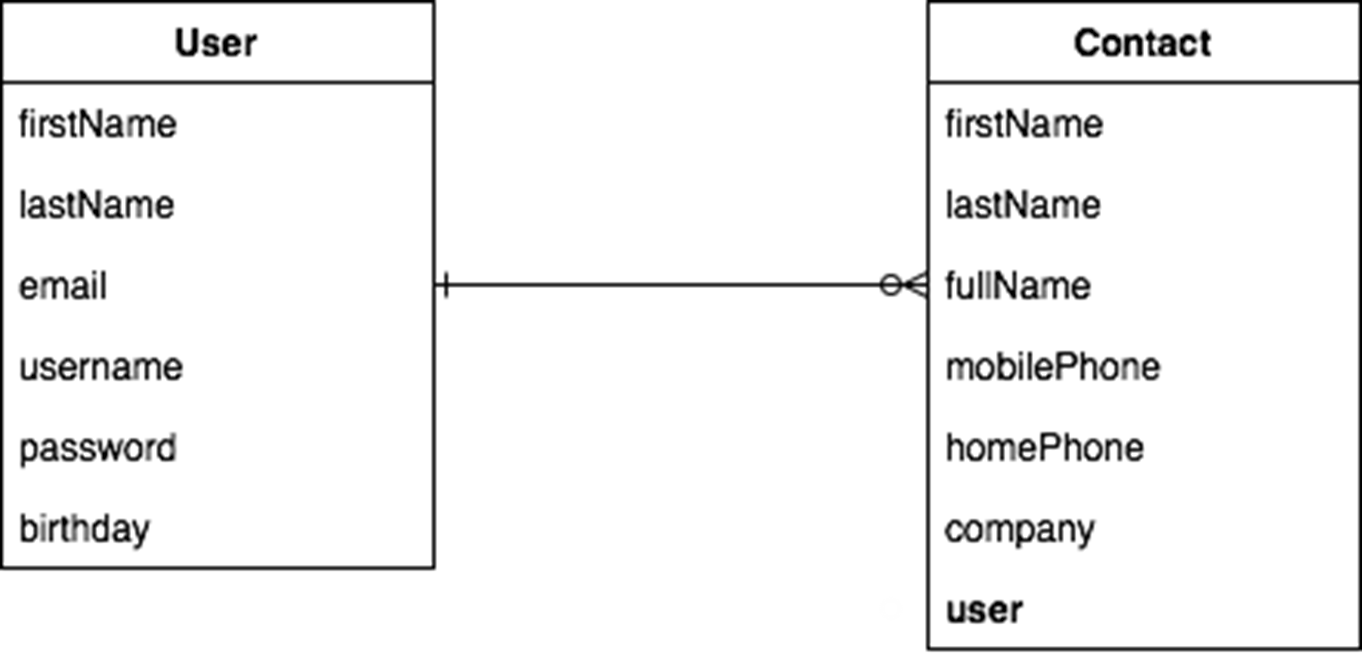 User
firstName
lastName
email
username
password
birthday
Contact
firstName
lastName
fullName
mobilePhone
homePhone
company
user